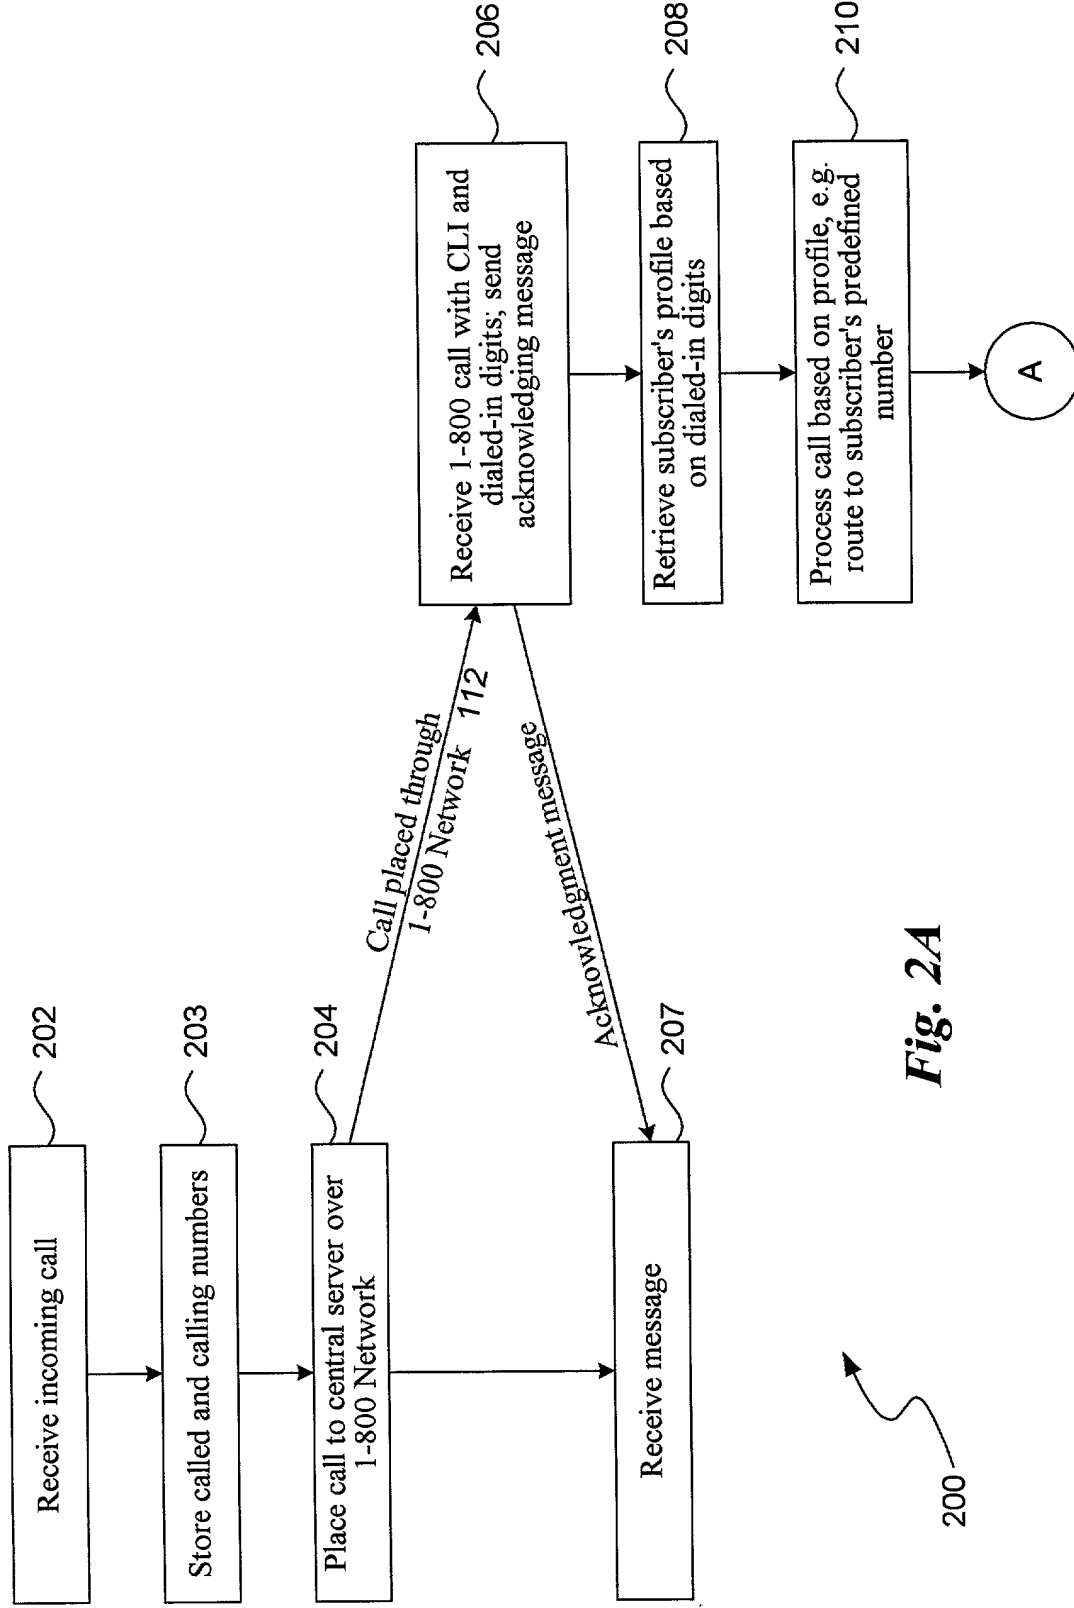 Receive incoming call
202
Store called and calling numbers
203
Place call to central server over
1-800 Network
204
Call placed through
1-800 Network 112
Receive 1-800 call with CLI and
dialed-in digits; send
acknowledging message
206
Acknowledgment message
Receive message
207
Retrieve subscriber's profile based
on dialed-in digits
208
Process call based on profile, e.g.
route to subscriber's predefined
number
210
A
200
Fig. 2A